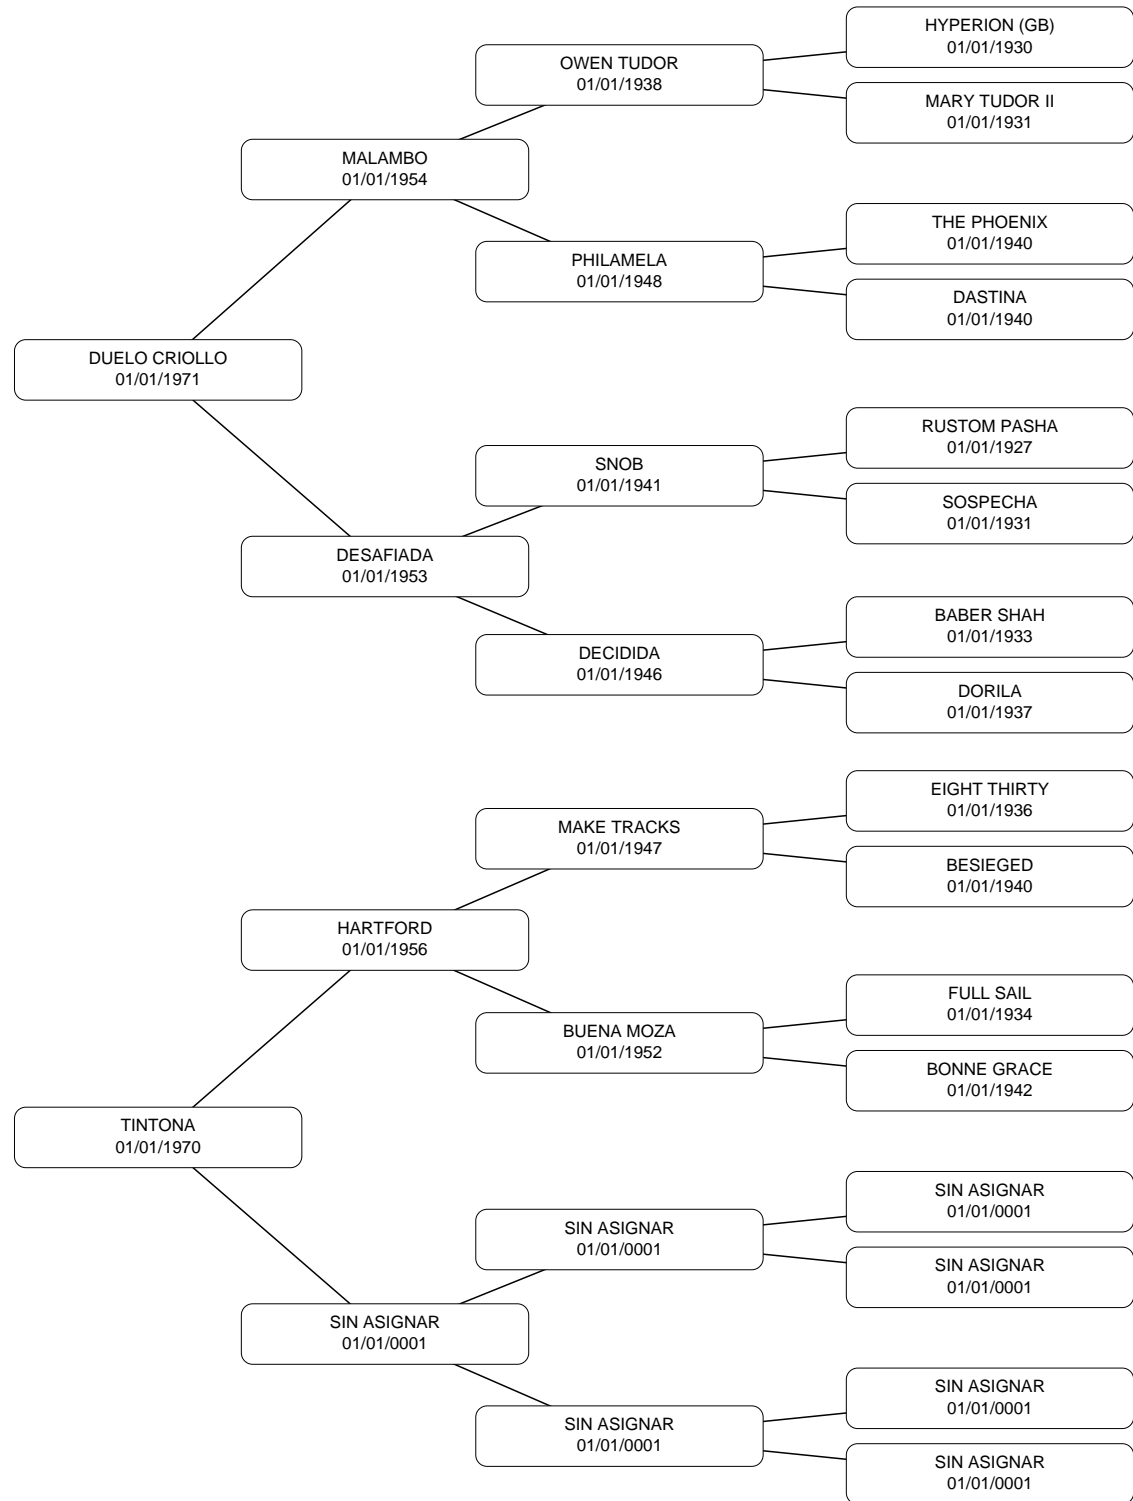 HYPERION (GB)
01/01/1930
OWEN TUDOR
01/01/1938
MARY TUDOR II
01/01/1931
MALAMBO
01/01/1954
THE PHOENIX
01/01/1940
PHILAMELA
01/01/1948
DASTINA
01/01/1940
DUELO CRIOLLO
01/01/1971
RUSTOM PASHA
01/01/1927
SNOB
01/01/1941
SOSPECHA
01/01/1931
DESAFIADA
01/01/1953
BABER SHAH
01/01/1933
DECIDIDA
01/01/1946
DORILA
01/01/1937
EIGHT THIRTY
01/01/1936
MAKE TRACKS
01/01/1947
BESIEGED
01/01/1940
HARTFORD
01/01/1956
FULL SAIL
01/01/1934
BUENA MOZA
01/01/1952
BONNE GRACE
01/01/1942
TINTONA
01/01/1970
SIN ASIGNAR
01/01/0001
SIN ASIGNAR
01/01/0001
SIN ASIGNAR
01/01/0001
SIN ASIGNAR
01/01/0001
SIN ASIGNAR
01/01/0001
SIN ASIGNAR
01/01/0001
SIN ASIGNAR
01/01/0001